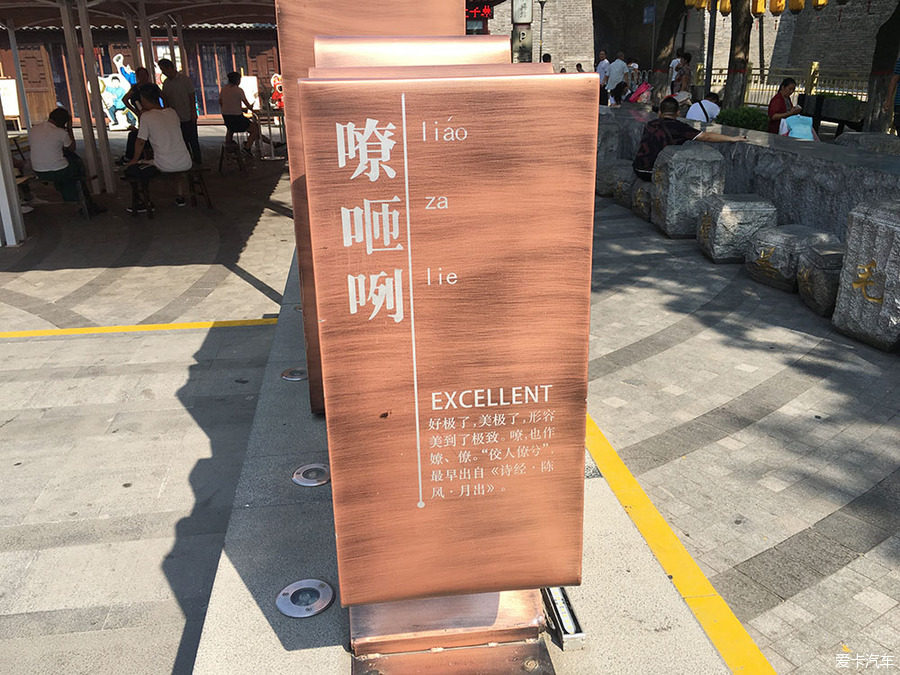 嘹咂咧
liáo
za
lie
EXCELLENT
好极了,美极了,形容
美到了极致。嘹,也作
嫽、僚。“佼人僚兮”,
最早出自《诗经·陈
风·月出》。
爱卡汽车